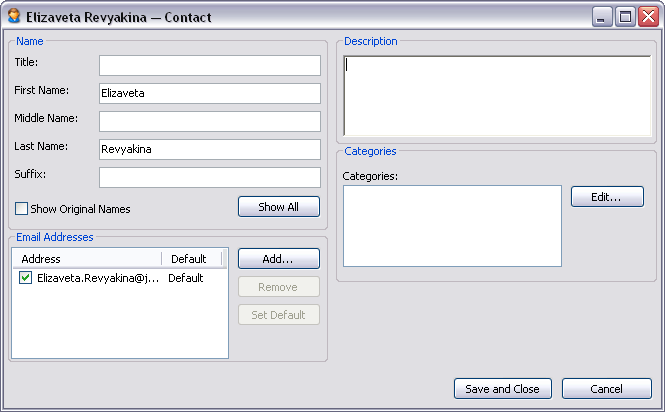 Elizaveta Revyakina — Contact
Name
Title:
First Name: Elizaveta
Middle Name:
Last Name: Revyakina
Suffix:
Show Original Names
Show All
Email Addresses
Address Default
Elizaveta.Revyakina@j... Default
Add...
Remove
Set Default
Description
Categories
Categories:
Edit...
Save and Close
Cancel